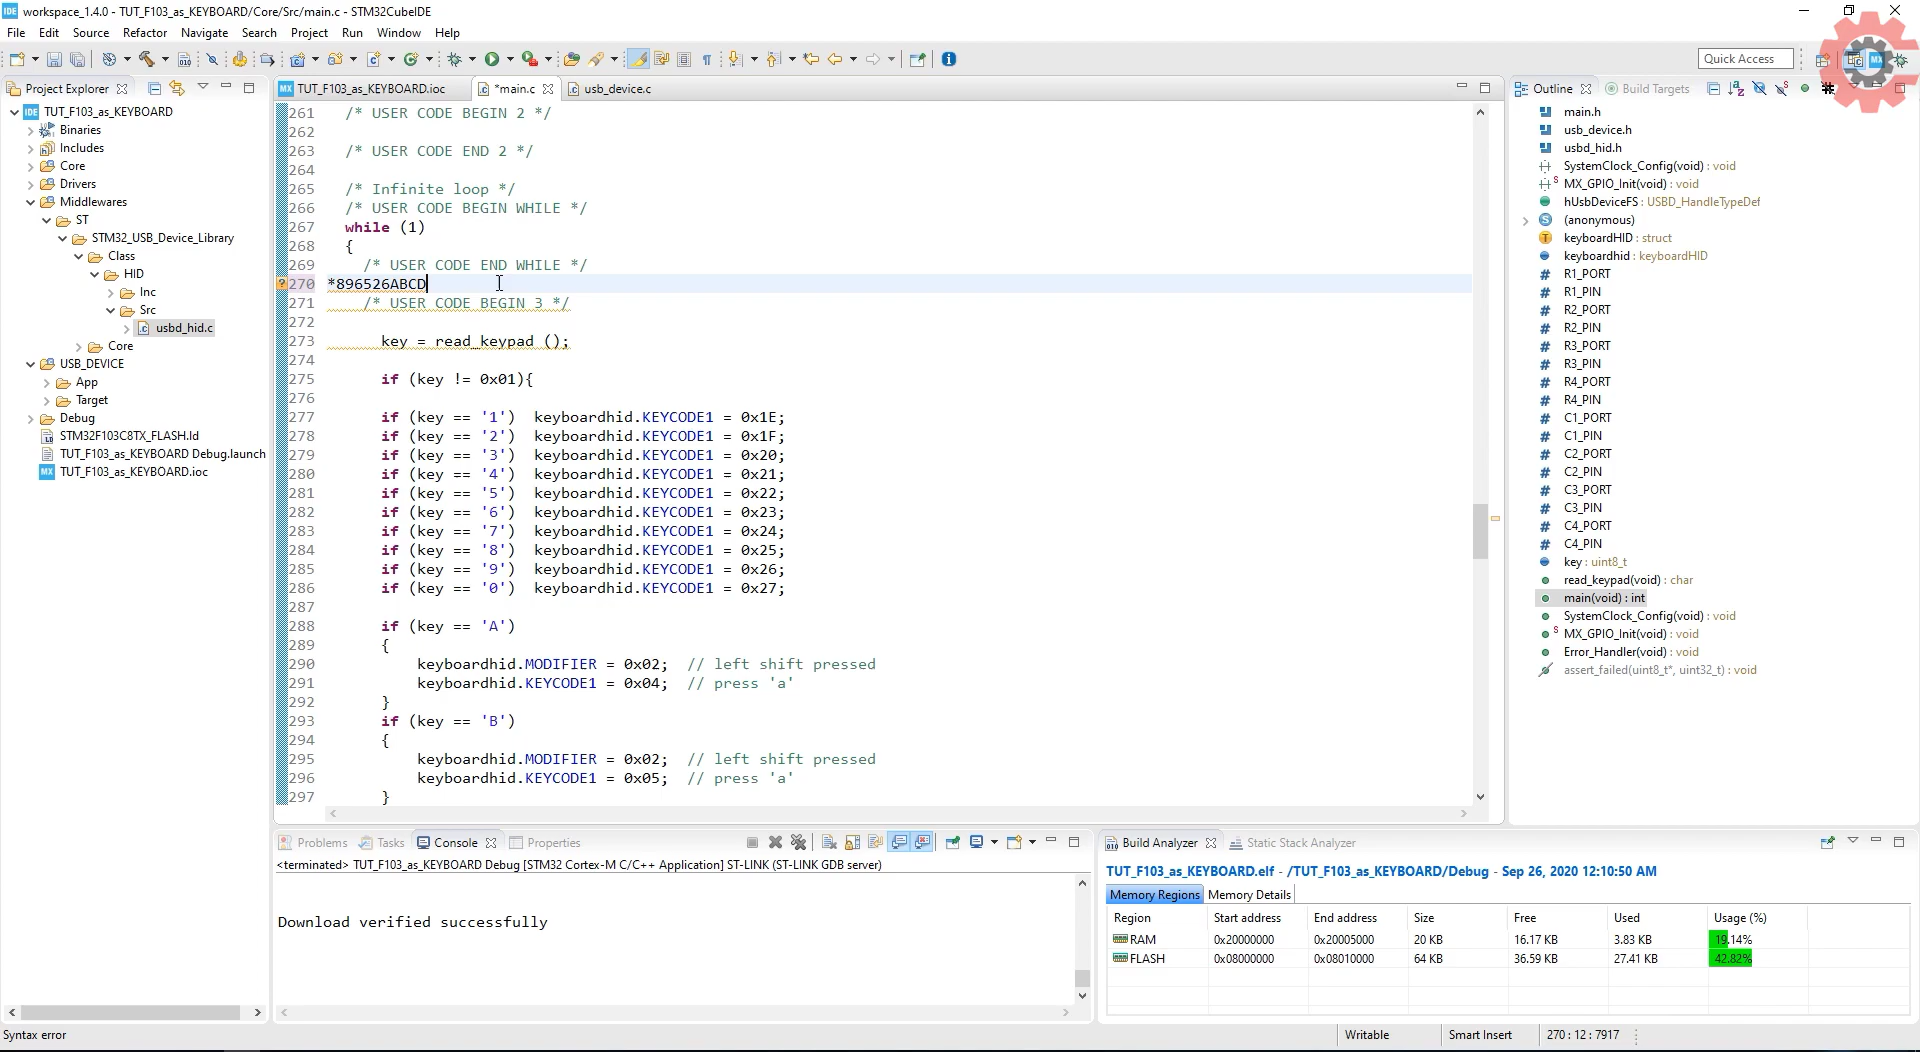 workspace_1.4.0 - TUT_F103_as_KEYBOARD/Core/Src/main.c - STM32CubeIDE
File Edit Source Refactor Navigate Search Project Run Window Help
Quick Access
Project Explorer
TUT_F103_as_KEYBOARD
Binaries
Includes
Core
Drivers
Middlewares
ST
STM32_USB_Device_Library
Class
HID
Inc
Src
usbd_hid.c
Core
USB_DEVICE
App
Target
Debug
STM32F103C8TX_FLASH.ld
TUT_F103_as_KEYBOARD Debug.launch
TUT_F103_as_KEYBOARD.ioc
TUT_F103_as_KEYBOARD.ioc *main.c usb_device.c
261 /* USER CODE BEGIN 2 */
262
263 /* USER CODE END 2 */
264
265 /* Infinite loop */
266 /* USER CODE BEGIN WHILE */
267 while (1)
268 {
269 /* USER CODE END WHILE */
270 *896526ABCD
271 /* USER CODE BEGIN 3 */
272
273 key = read_keypad ();
274
275 if (key != 0x01){
276
277 if (key == '1') keyboardhid.KEYCODE1 = 0x1E;
278 if (key == '2') keyboardhid.KEYCODE1 = 0x1F;
279 if (key == '3') keyboardhid.KEYCODE1 = 0x20;
280 if (key == '4') keyboardhid.KEYCODE1 = 0x21;
281 if (key == '5') keyboardhid.KEYCODE1 = 0x22;
282 if (key == '6') keyboardhid.KEYCODE1 = 0x23;
283 if (key == '7') keyboardhid.KEYCODE1 = 0x24;
284 if (key == '8') keyboardhid.KEYCODE1 = 0x25;
285 if (key == '9') keyboardhid.KEYCODE1 = 0x26;
286 if (key == '0') keyboardhid.KEYCODE1 = 0x27;
287
288 if (key == 'A')
289 {
290 keyboardhid.MODIFIER = 0x02; // left shift pressed
291 keyboardhid.KEYCODE1 = 0x04; // press 'a'
292 }
293 if (key == 'B')
294 {
295 keyboardhid.MODIFIER = 0x02; // left shift pressed
296 keyboardhid.KEYCODE1 = 0x05; // press 'a'
297 }
Outline Build Targets
main.h
usb_device.h
usbd_hid.h
SystemClock_Config(void) : void
MX_GPIO_Init(void) : void
hUsbDeviceFS : USBD_HandleTypeDef
(anonymous)
keyboardHID : struct
keyboardhid : keyboardHID
R1_PORT
R1_PIN
R2_PORT
R2_PIN
R3_PORT
R3_PIN
R4_PORT
R4_PIN
C1_PORT
C1_PIN
C2_PORT
C2_PIN
C3_PORT
C3_PIN
C4_PORT
C4_PIN
key : uint8_t
read_keypad(void) : char
main(void) : int
SystemClock_Config(void) : void
MX_GPIO_Init(void) : void
Error_Handler(void) : void
assert_failed(uint8_t*, uint32_t) : void
Problems Tasks Console Properties
<terminated> TUT_F103_as_KEYBOARD Debug [STM32 Cortex-M C/C++ Application] ST-LINK (ST-LINK GDB server)
Download verified successfully
Build Analyzer Static Stack Analyzer
TUT_F103_as_KEYBOARD.elf - /TUT_F103_as_KEYBOARD/Debug - Sep 26, 2020 12:10:50 AM
Memory Regions Memory Details
Region Start address End address Size Free Used Usage (%)
RAM 0x20000000 0x20005000 20 KB 16.17 KB 3.83 KB 19.14%
FLASH 0x08000000 0x08010000 64 KB 36.59 KB 27.41 KB 42.82%
Syntax error Writable Smart Insert 270 : 12 : 7917